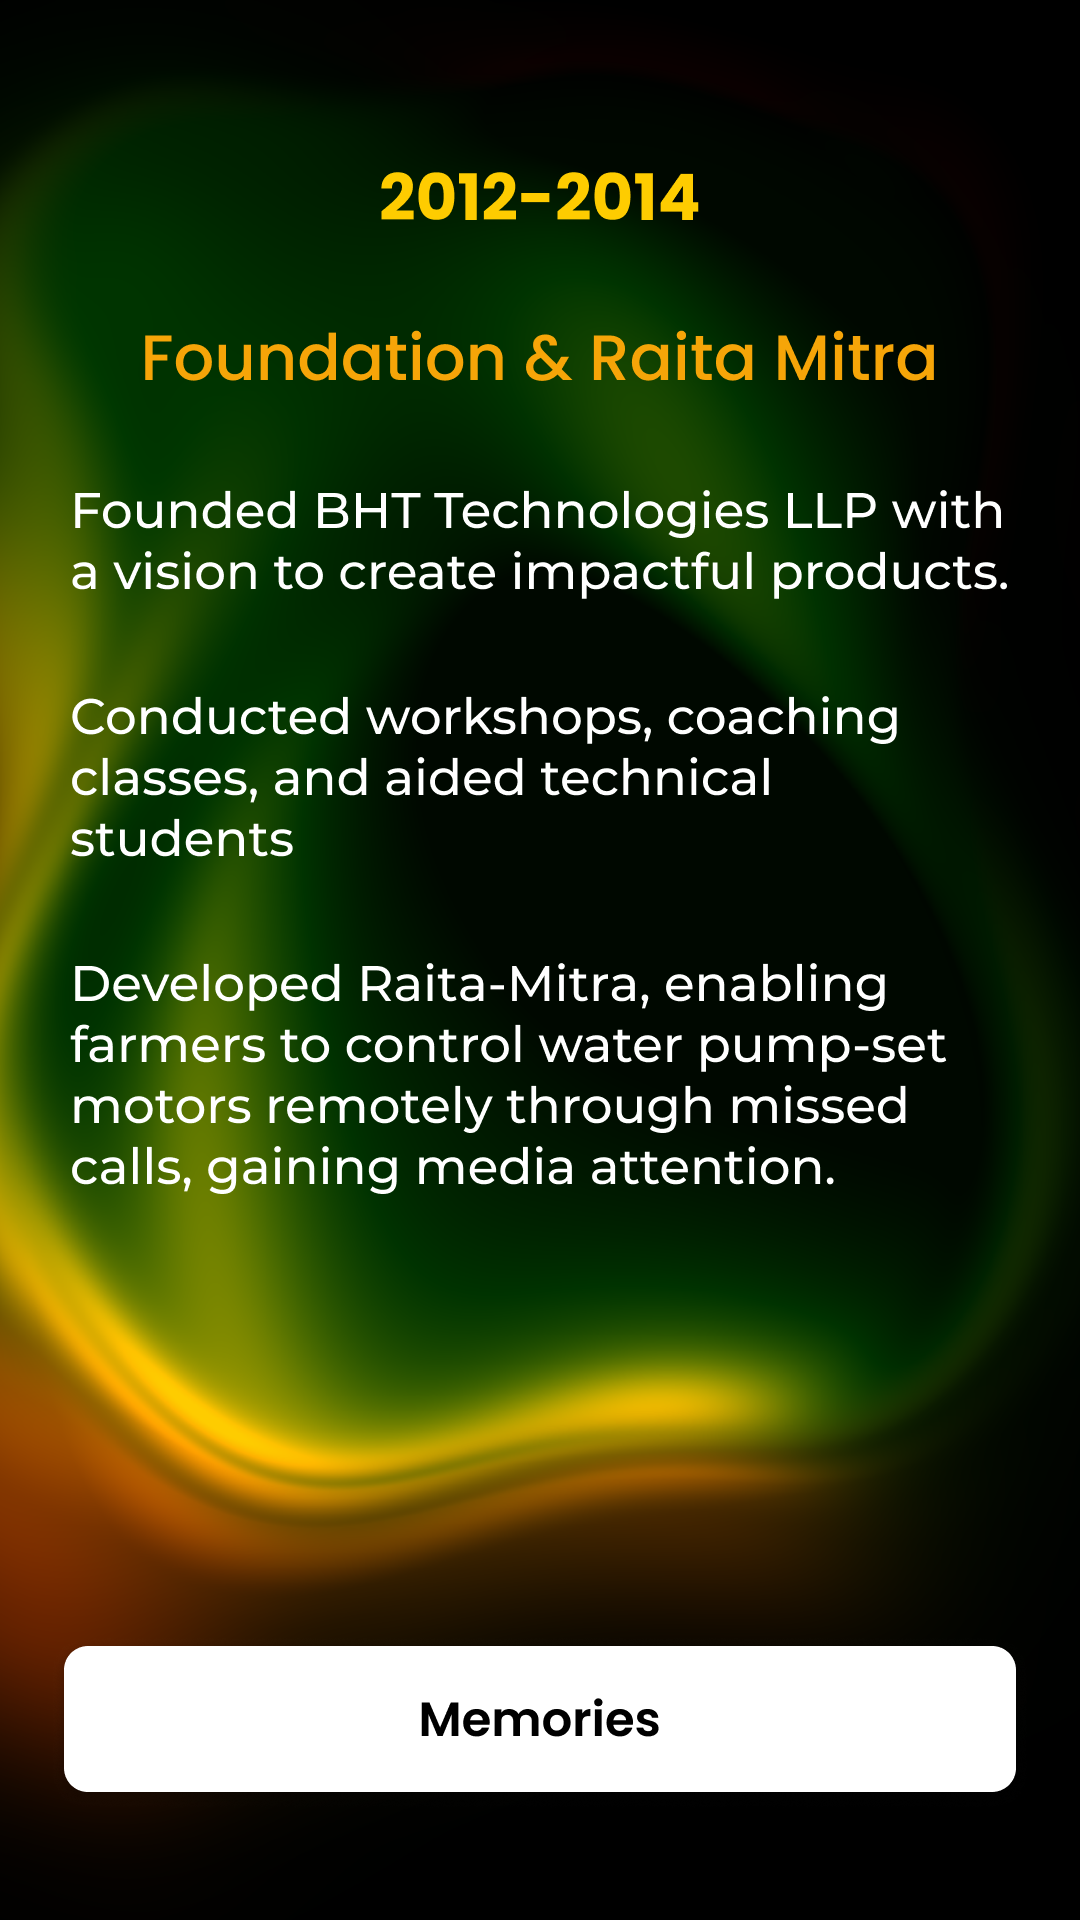 2012-2014
Foundation & Raita Mitra
Founded BHT Technologies LLP with
a vision to create impactful products.
Conducted workshops, coaching
classes, and aided technical
students
Developed Raita-Mitra, enabling
farmers to control water pump-set
motors remotely through missed
calls, gaining media attention.
Memories